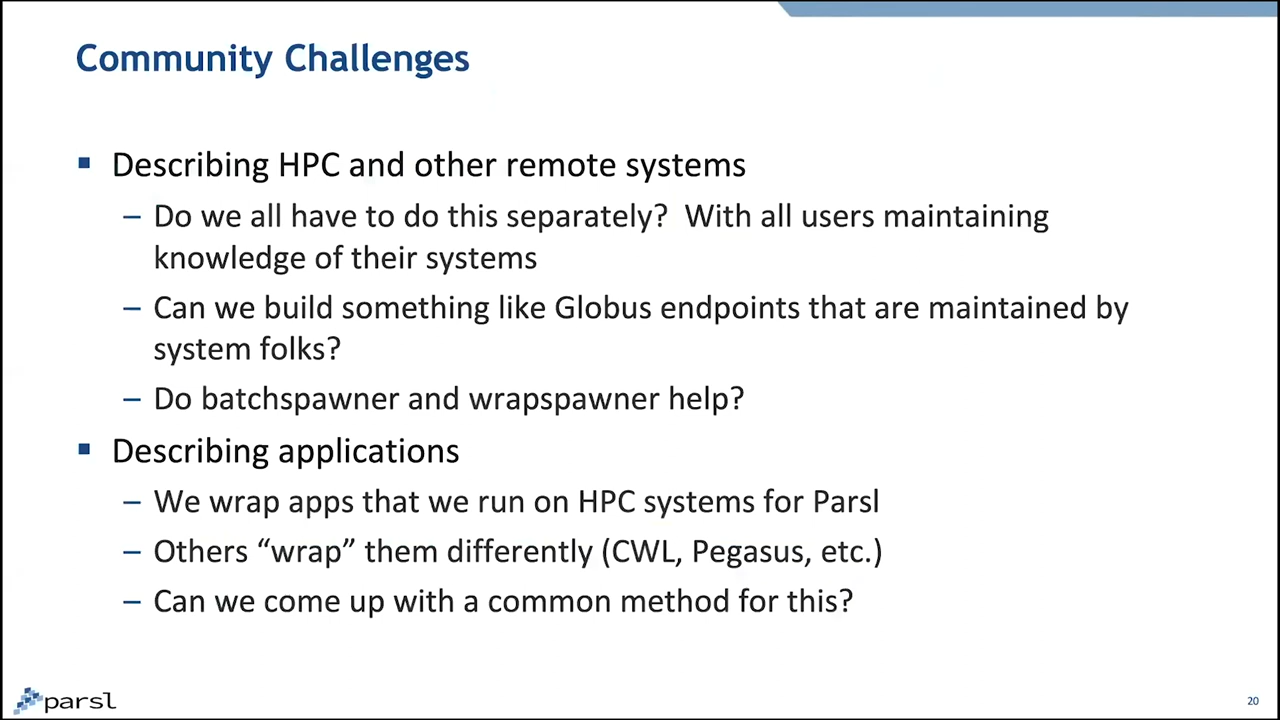 Community Challenges
▪ Describing HPC and other remote systems
– Do we all have to do this separately?  With all users maintaining
knowledge of their systems
– Can we build something like Globus endpoints that are maintained by
system folks?
– Do batchspawner and wrapspawner help?
▪ Describing applications
– We wrap apps that we run on HPC systems for Parsl
– Others “wrap” them differently (CWL, Pegasus, etc.)
– Can we come up with a common method for this?
parsl
20